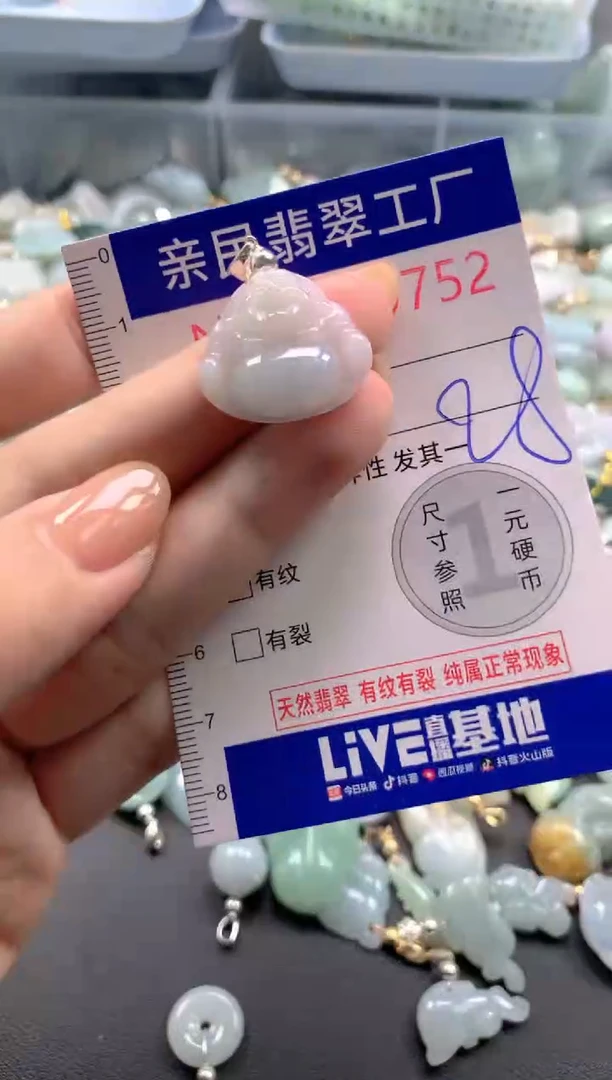 0
亲民翡翠工厂
1
N 752
28
性 发其一
尺寸参照
1
一元硬币
有纹
6
有裂
天然翡翠 有纹有裂 纯属正常现象
7
LiVE直播基地
8
今日头条 抖音 西瓜视频 抖音火山版